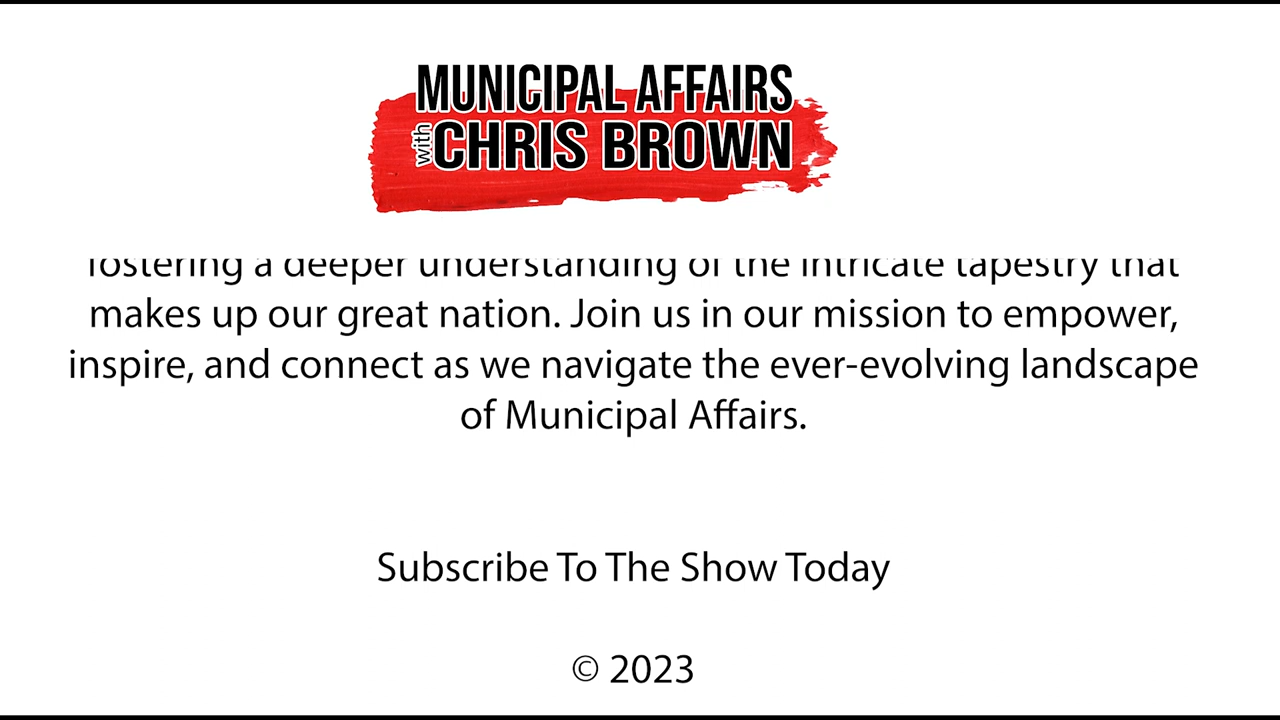 MUNICIPAL AFFAIRS
with CHRIS BROWN
fostering a deeper understanding of the intricate tapestry that
makes up our great nation. Join us in our mission to empower,
inspire, and connect as we navigate the ever-evolving landscape
of Municipal Affairs.
Subscribe To The Show Today
© 2023